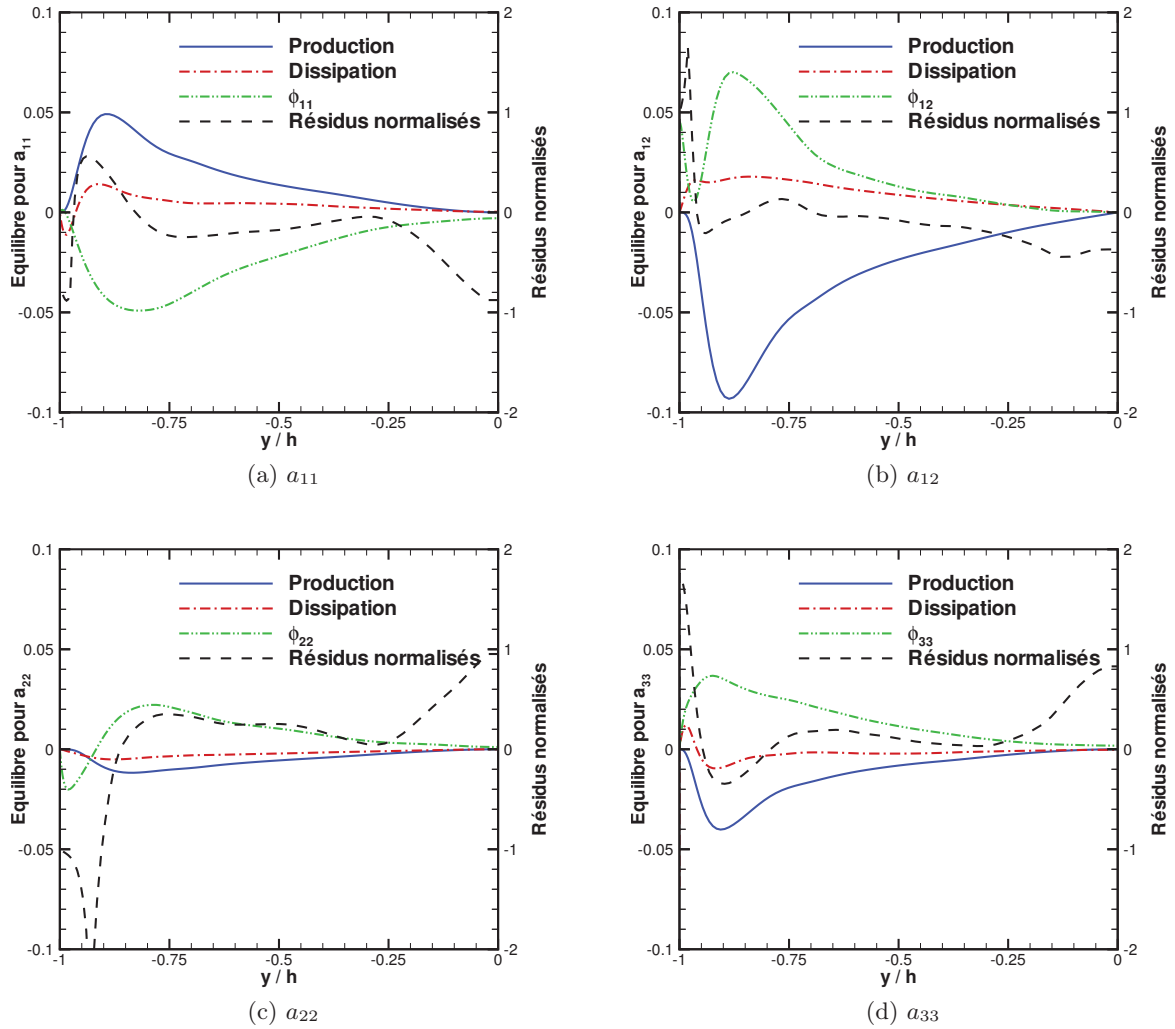 Production
Dissipation
ϕ11
Résidus normalisés
Equilibre pour a11
Résidus normalisés
0.1
0.05
0
-0.05
-0.1
2
1
0
-1
-2
-1
-0.75
-0.5
-0.25
0
y / h
(a) a11
Production
Dissipation
ϕ12
Résidus normalisés
Equilibre pour a12
Résidus normalisés
0.1
0.05
0
-0.05
-0.1
2
1
0
-1
-2
-1
-0.75
-0.5
-0.25
0
y / h
(b) a12
Production
Dissipation
ϕ22
Résidus normalisés
Equilibre pour a22
Résidus normalisés
0.1
0.05
0
-0.05
-0.1
2
1
0
-1
-2
-1
-0.75
-0.5
-0.25
0
y / h
(c) a22
Production
Dissipation
ϕ33
Résidus normalisés
Equilibre pour a33
Résidus normalisés
0.1
0.05
0
-0.05
-0.1
2
1
0
-1
-2
-1
-0.75
-0.5
-0.25
0
y / h
(d) a33